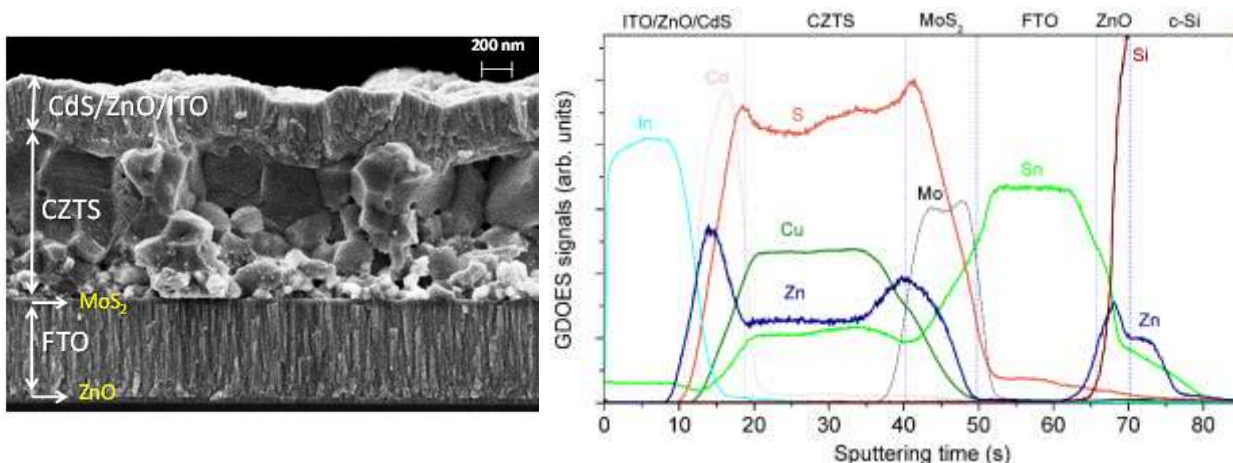 200 nm
CdS/ZnO/ITO
CZTS
MoS₂
FTO
ZnO
ITO/ZnO/CdS CZTS MoS₂ FTO ZnO c-Si
Si
Cd
S
In
Sn
Mo
Cu
Zn
Zn
GDOES signals (arb. units)
0 10 20 30 40 50 60 70 80
Sputtering time (s)